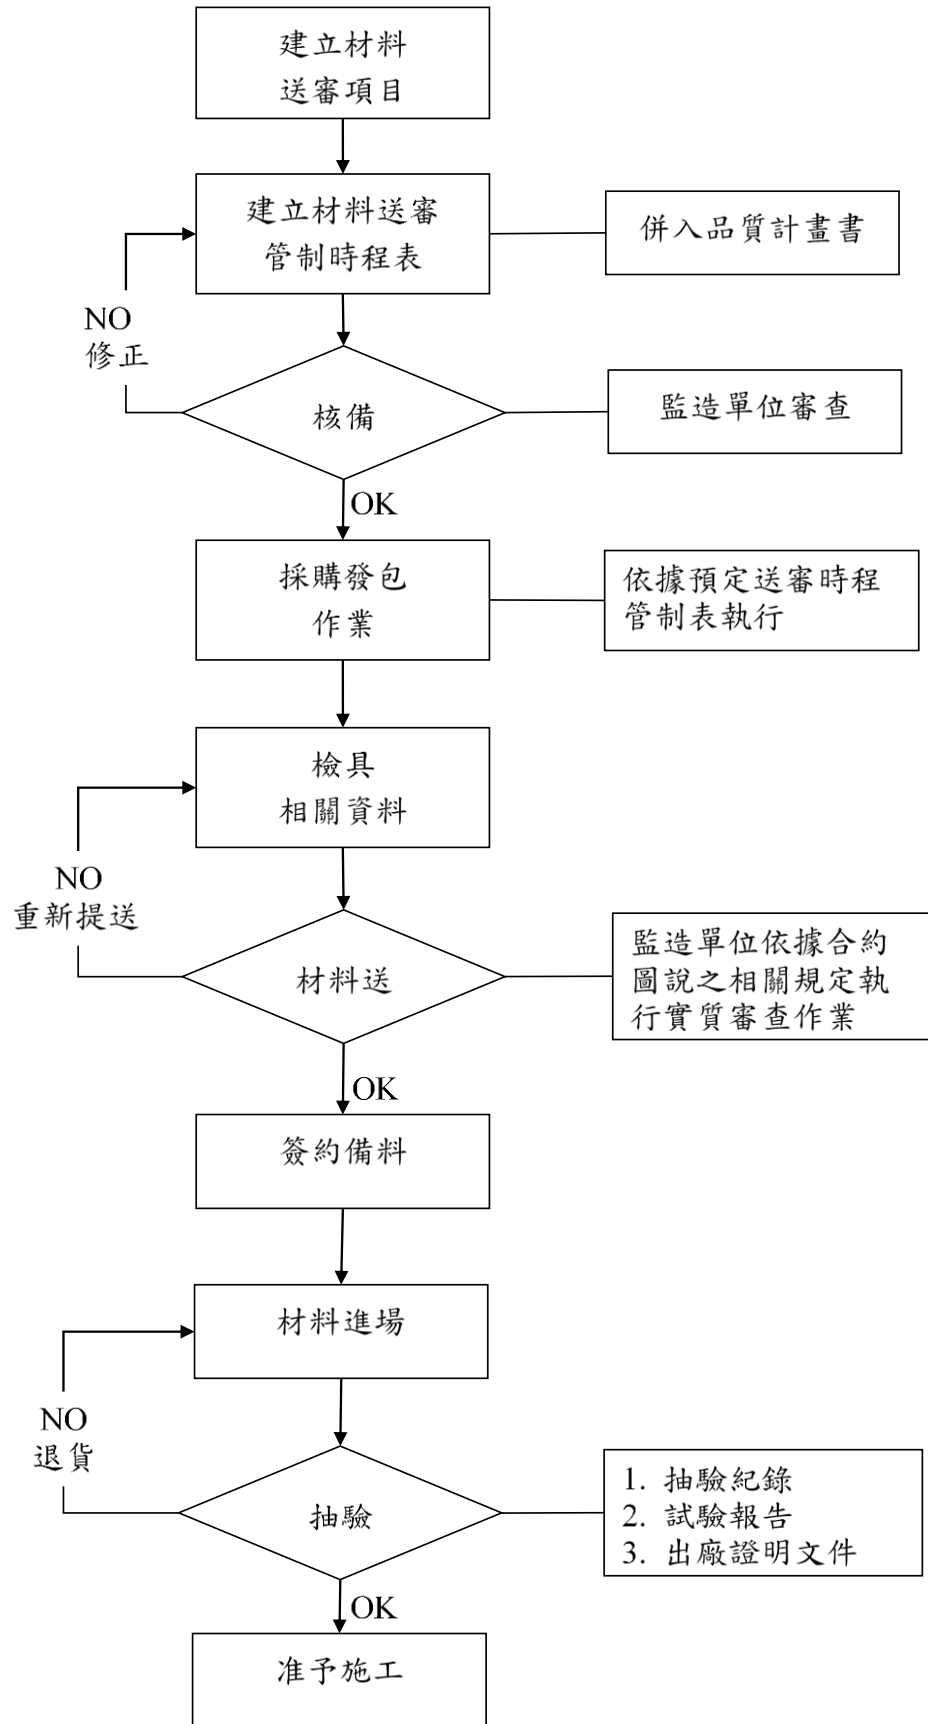 建立材料
送審項目
建立材料送審
管制時程表
併入品質計畫書
NO
修正
核備
監造單位審查
OK
採購發包
作業
依據預定送審時程
管制表執行
檢具
相關資料
NO
重新提送
材料送
監造單位依據合約
圖說之相關規定執
行實質審查作業
OK
簽約備料
材料進場
NO
退貨
抽驗
1. 抽驗紀錄
2. 試驗報告
3. 出廠證明文件
OK
准予施工